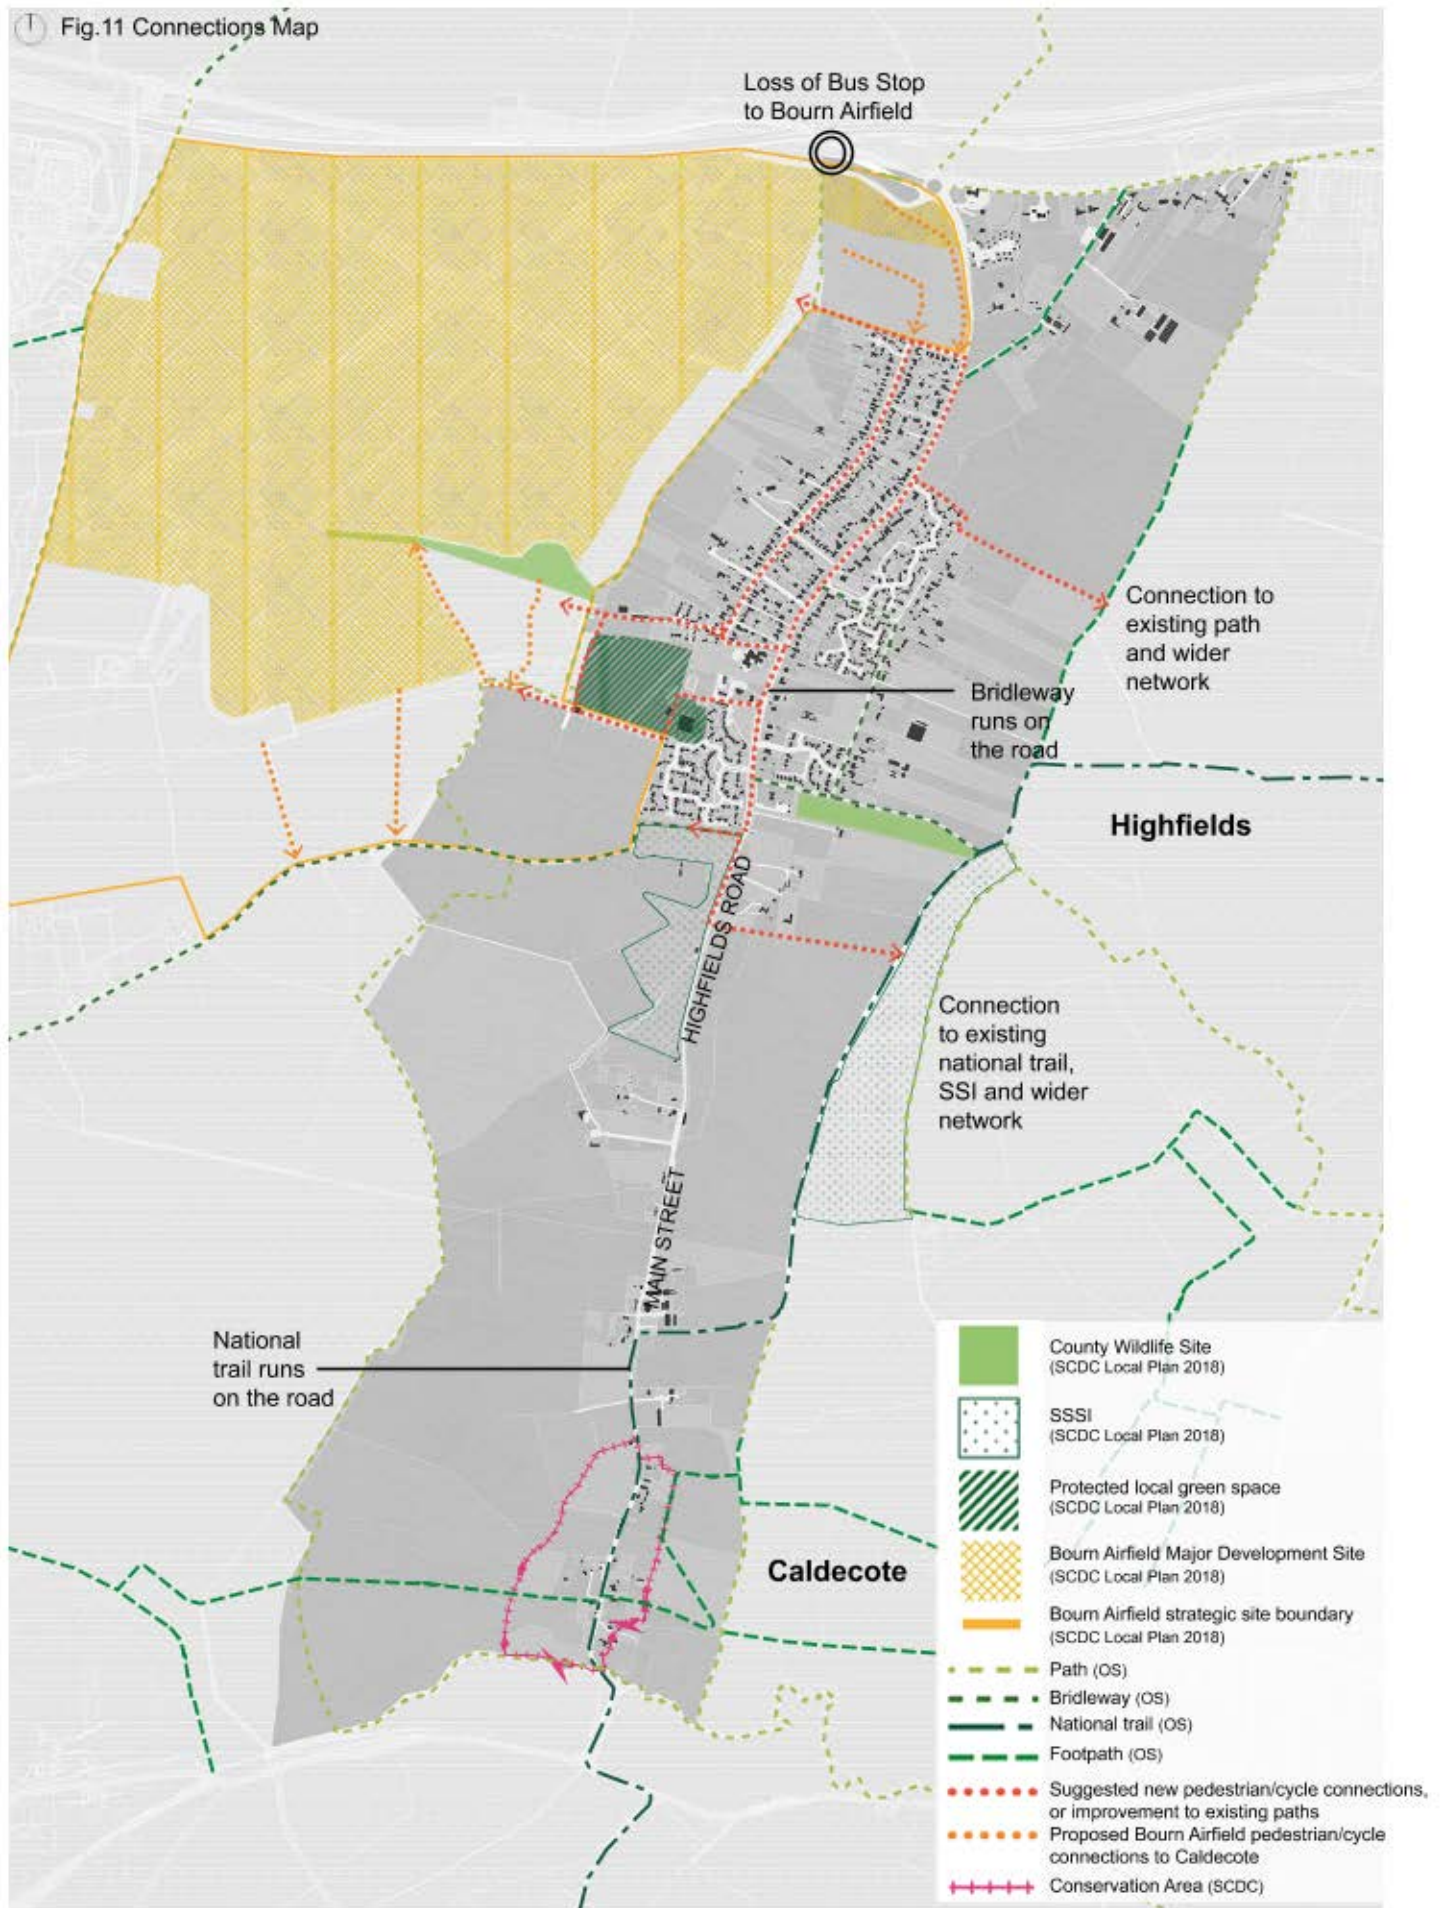 Fig.11 Connections Map
Loss of Bus Stop
to Bourn Airfield
Connection to
existing path
and wider
network
Bridleway
runs on
the road
Highfields
HIGHFIELDS ROAD
Connection
to existing
national trail,
SSI and wider
network
MAIN STREET
National
trail runs
on the road
Caldecote
County Wildlife Site
(SCDC Local Plan 2018)
SSSI
(SCDC Local Plan 2018)
Protected local green space
(SCDC Local Plan 2018)
Bourn Airfield Major Development Site
(SCDC Local Plan 2018)
Bourn Airfield strategic site boundary
(SCDC Local Plan 2018)
Path (OS)
Bridleway (OS)
National trail (OS)
Footpath (OS)
Suggested new pedestrian/cycle connections,
or improvement to existing paths
Proposed Bourn Airfield pedestrian/cycle
connections to Caldecote
Conservation Area (SCDC)